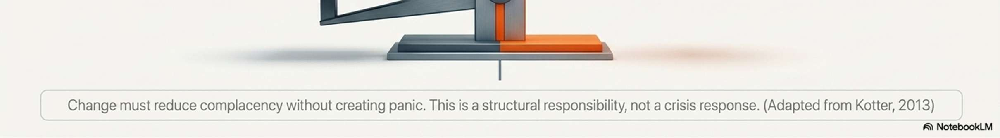 Change must reduce complacency without creating panic. This is a structural responsibility, not a crisis response. (Adapted from Kotter, 2013)
NotebookLM